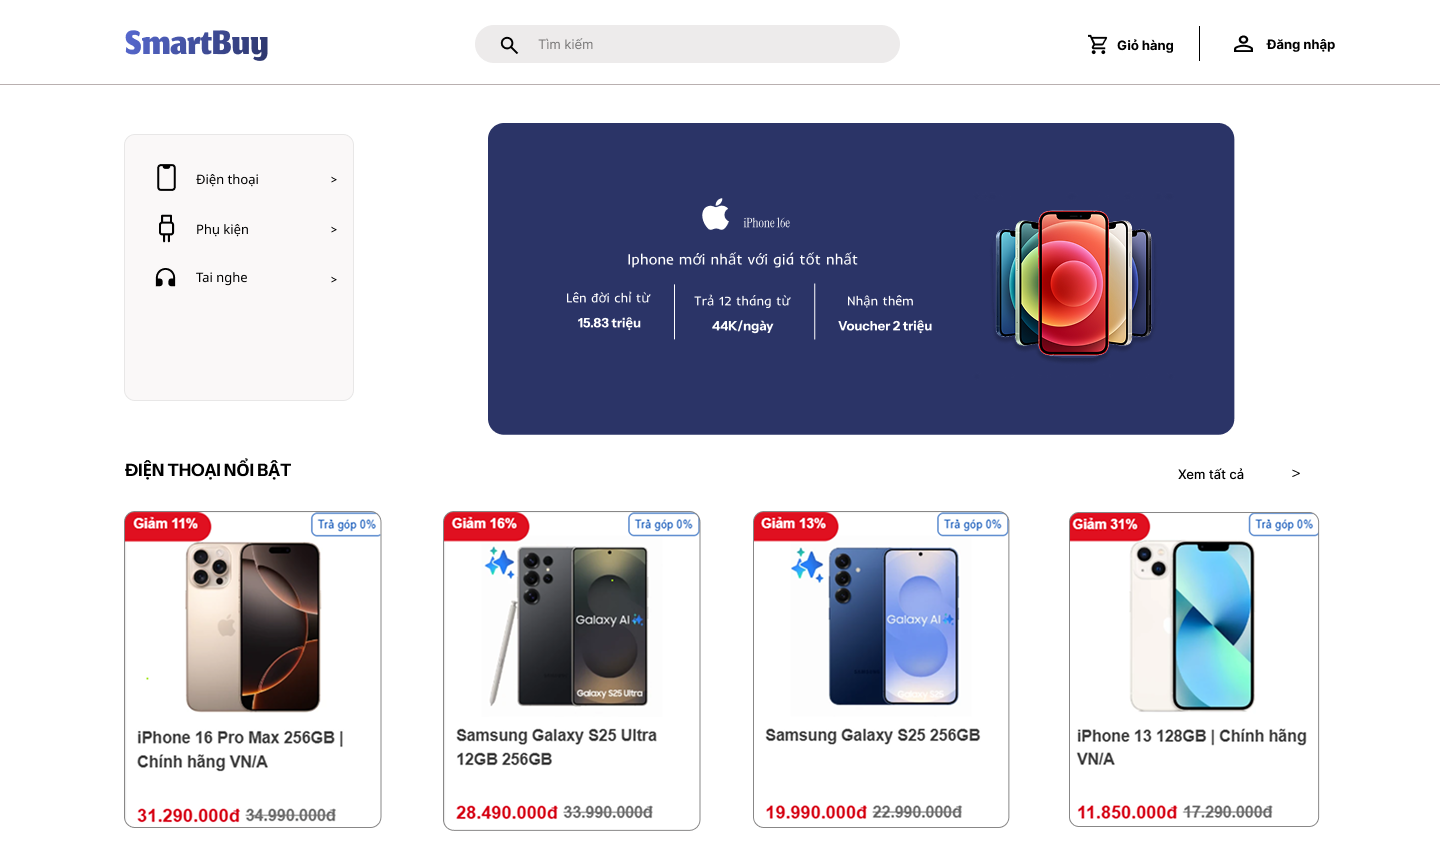 SmartBuy
Tìm kiếm
Giỏ hàng
Đăng nhập
Điện thoại >
Phụ kiện >
Tai nghe >
iPhone 16e
Iphone mới nhất với giá tốt nhất
Lên đời chỉ từ
15.83 triệu
Trả 12 tháng từ
44K/ngày
Nhận thêm
Voucher 2 triệu
ĐIỆN THOẠI NỔI BẬT
Xem tất cả >
Giảm 11%
Trả góp 0%
iPhone 16 Pro Max 256GB |
Chính hãng VN/A
31.290.000đ 34.990.000đ
Giảm 16%
Trả góp 0%
Galaxy AI
Galaxy S25 Ultra
Samsung Galaxy S25 Ultra
12GB 256GB
28.490.000đ 33.990.000đ
Giảm 13%
Trả góp 0%
Galaxy AI
Galaxy S25
Samsung Galaxy S25 256GB
19.990.000đ 22.990.000đ
Giảm 31%
Trả góp 0%
iPhone 13 128GB | Chính hãng
VN/A
11.850.000đ 17.290.000đ